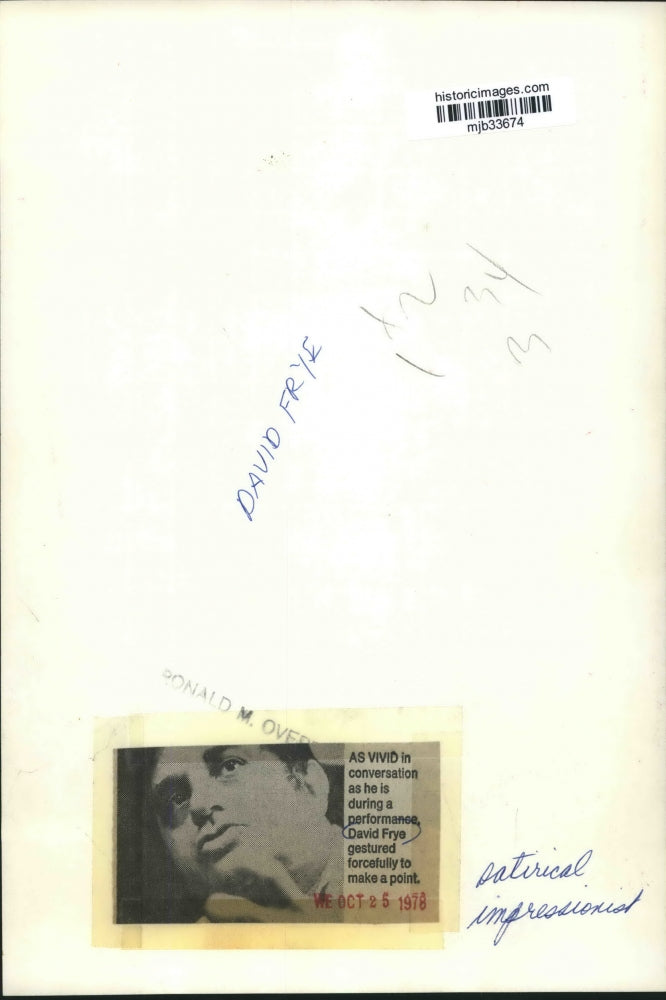 historicimages.com
mjb33674
DAVID FRYE
RONALD M.
AS VIVID in
conversation
as he is
during a
performance,
David Frye
gestured
forcefully to
make a point.
WE OCT 25 1978
satirical
impressionist